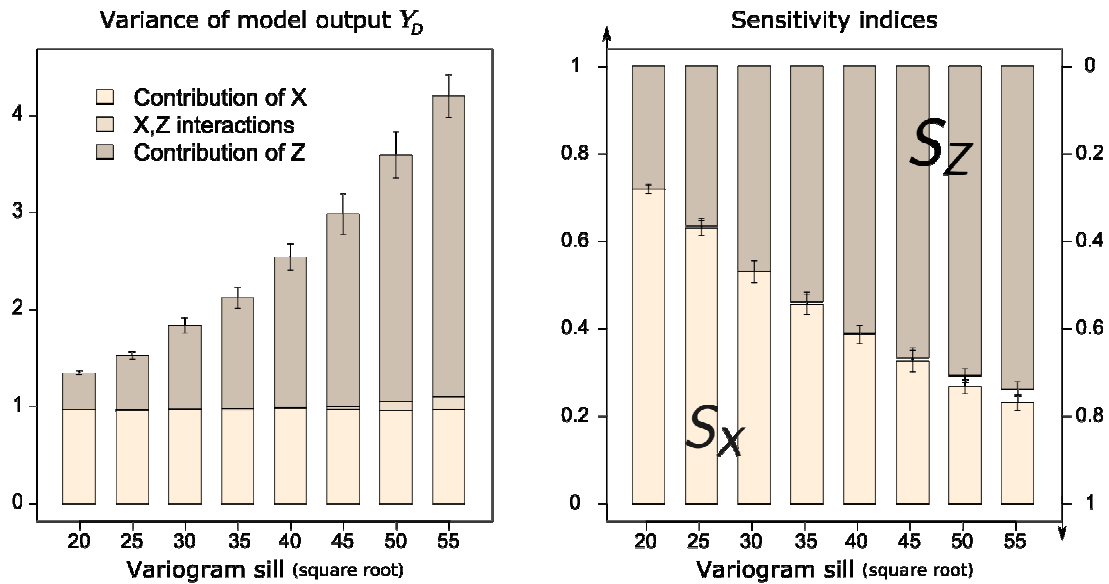 Variance of model output Y_D
Contribution of X
X,Z interactions
Contribution of Z
4
3
2
1
0
20 25 30 35 40 45 50 55
Variogram sill (square root)
Sensitivity indices
1 0
0.8 0.2
0.6 0.4
0.4 0.6
0.2 0.8
0 1
S_Z
S_X
20 25 30 35 40 45 50 55
Variogram sill (square root)